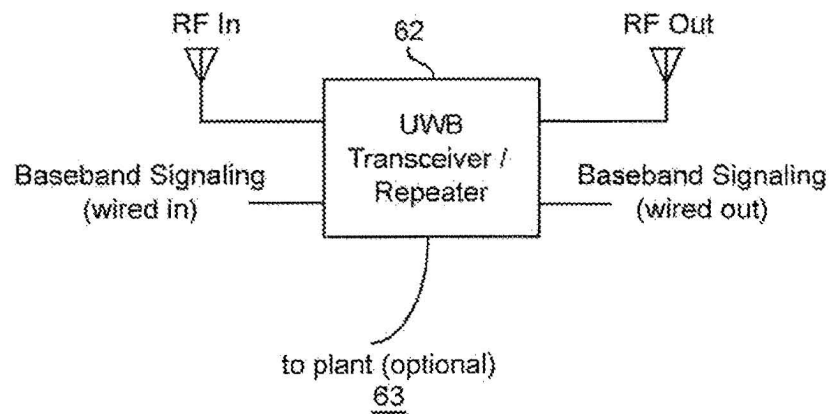 RF In
62
RF Out
UWB
Transceiver /
Repeater
Baseband Signaling
(wired in)
Baseband Signaling
(wired out)
to plant (optional)
63